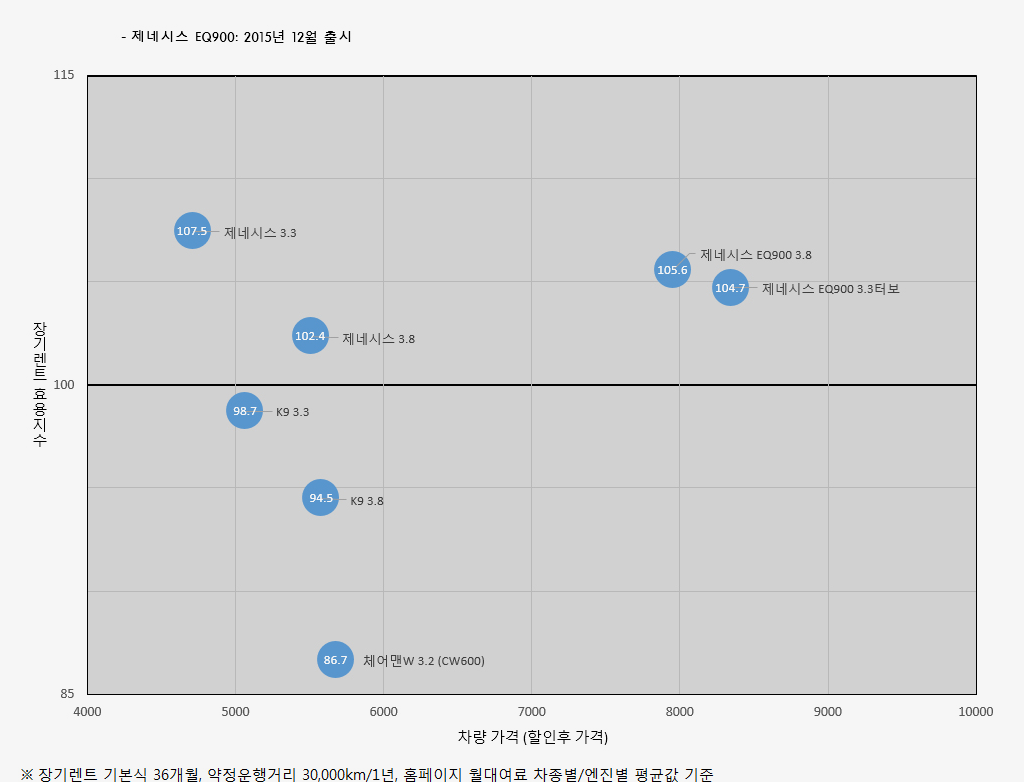 - 제네시스 EQ900: 2015년 12월 출시
115
107.5 제네시스 3.3
제네시스 EQ900 3.8
105.6
104.7 제네시스 EQ900 3.3터보
102.4 제네시스 3.8
장기렌트 효용지수
100
98.7 K9 3.3
94.5 K9 3.8
86.7 체어맨W 3.2 (CW600)
85
4000 5000 6000 7000 8000 9000 10000
차량 가격 (할인후 가격)
※ 장기렌트 기본식 36개월, 약정운행거리 30,000km/1년, 홈페이지 월대여료 차종별/엔진별 평균값 기준